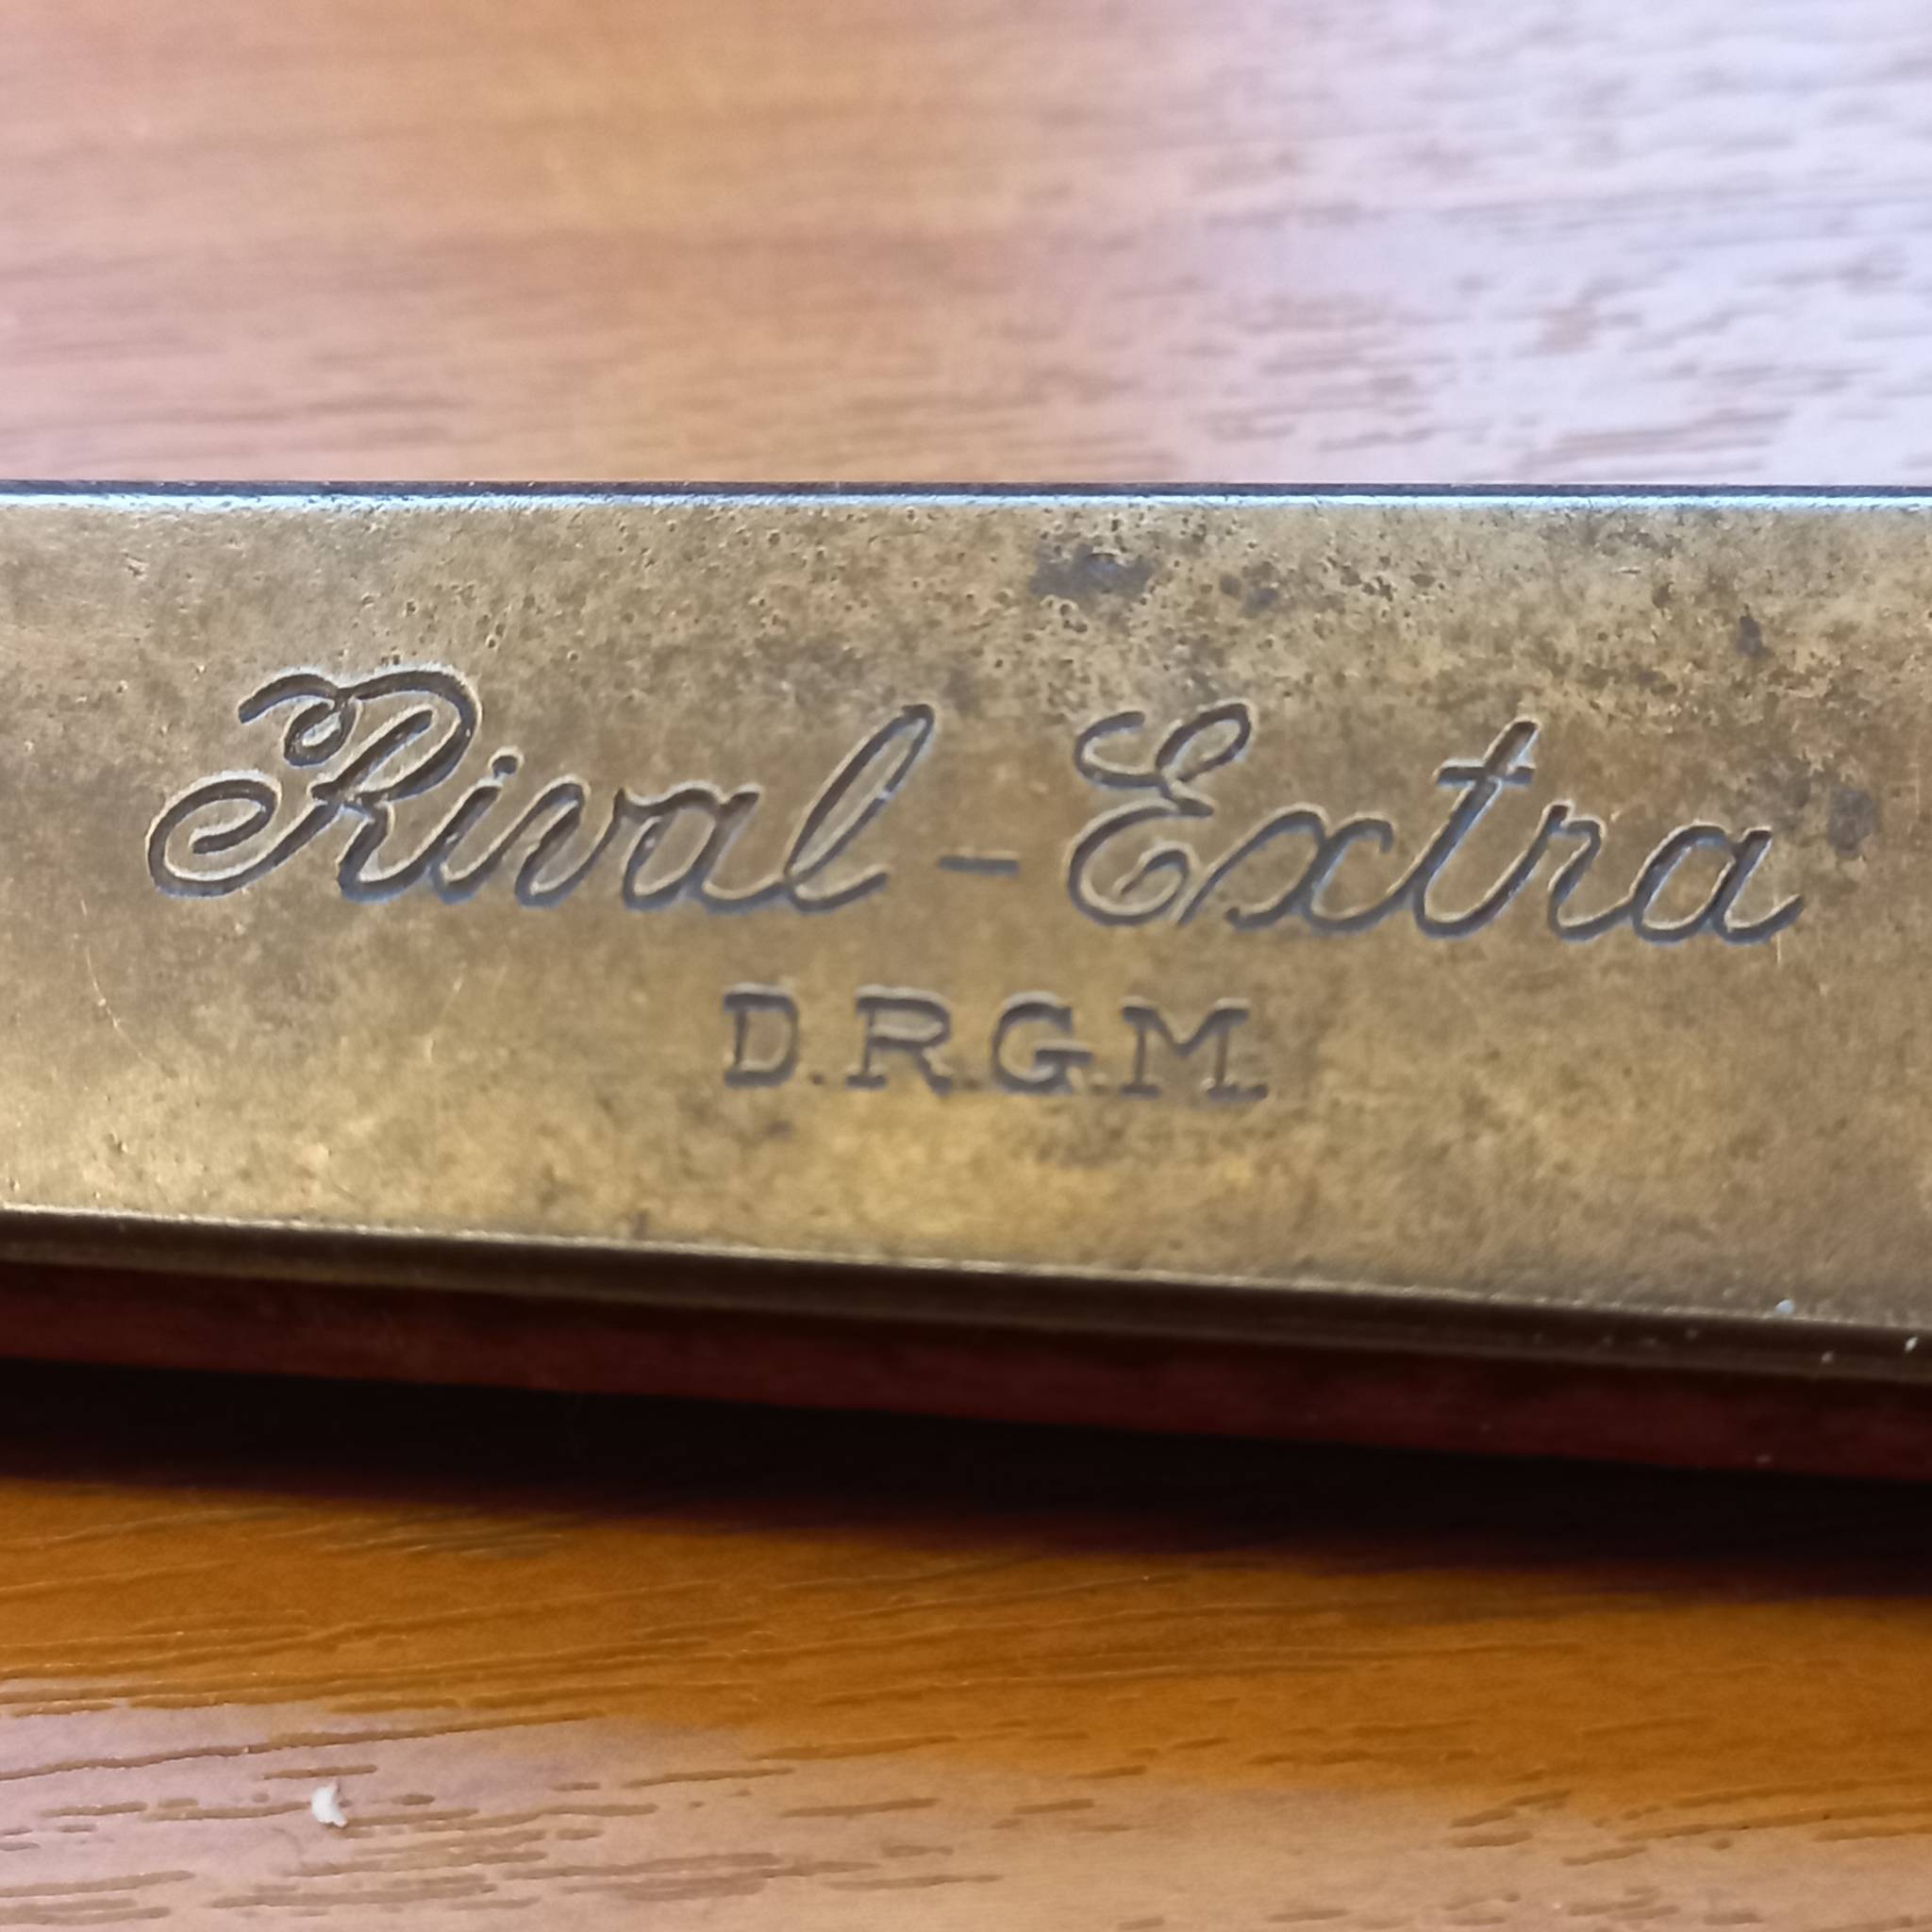 Rival - Extra
D.R.G.M.